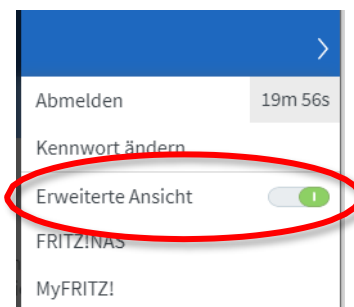 Abmelden 19m 56s
Kennwort ändern
Erweiterte Ansicht
FRITZ!NAS
MyFRITZ!